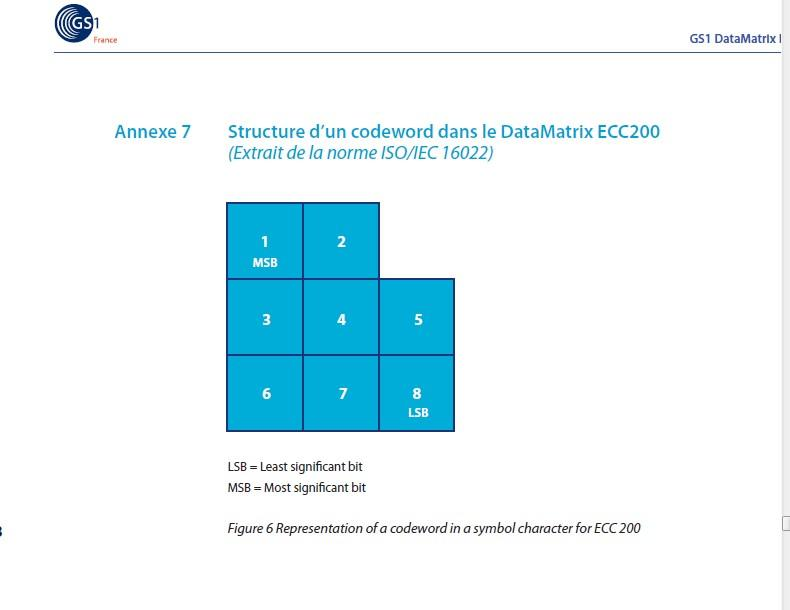 GS1
France
GS1 DataMatrix
Annexe 7
Structure d'un codeword dans le DataMatrix ECC200
(Extrait de la norme ISO/IEC 16022)
1 2
MSB
3 4 5
6 7 8
LSB
LSB = Least significant bit
MSB = Most significant bit
Figure 6 Representation of a codeword in a symbol character for ECC 200